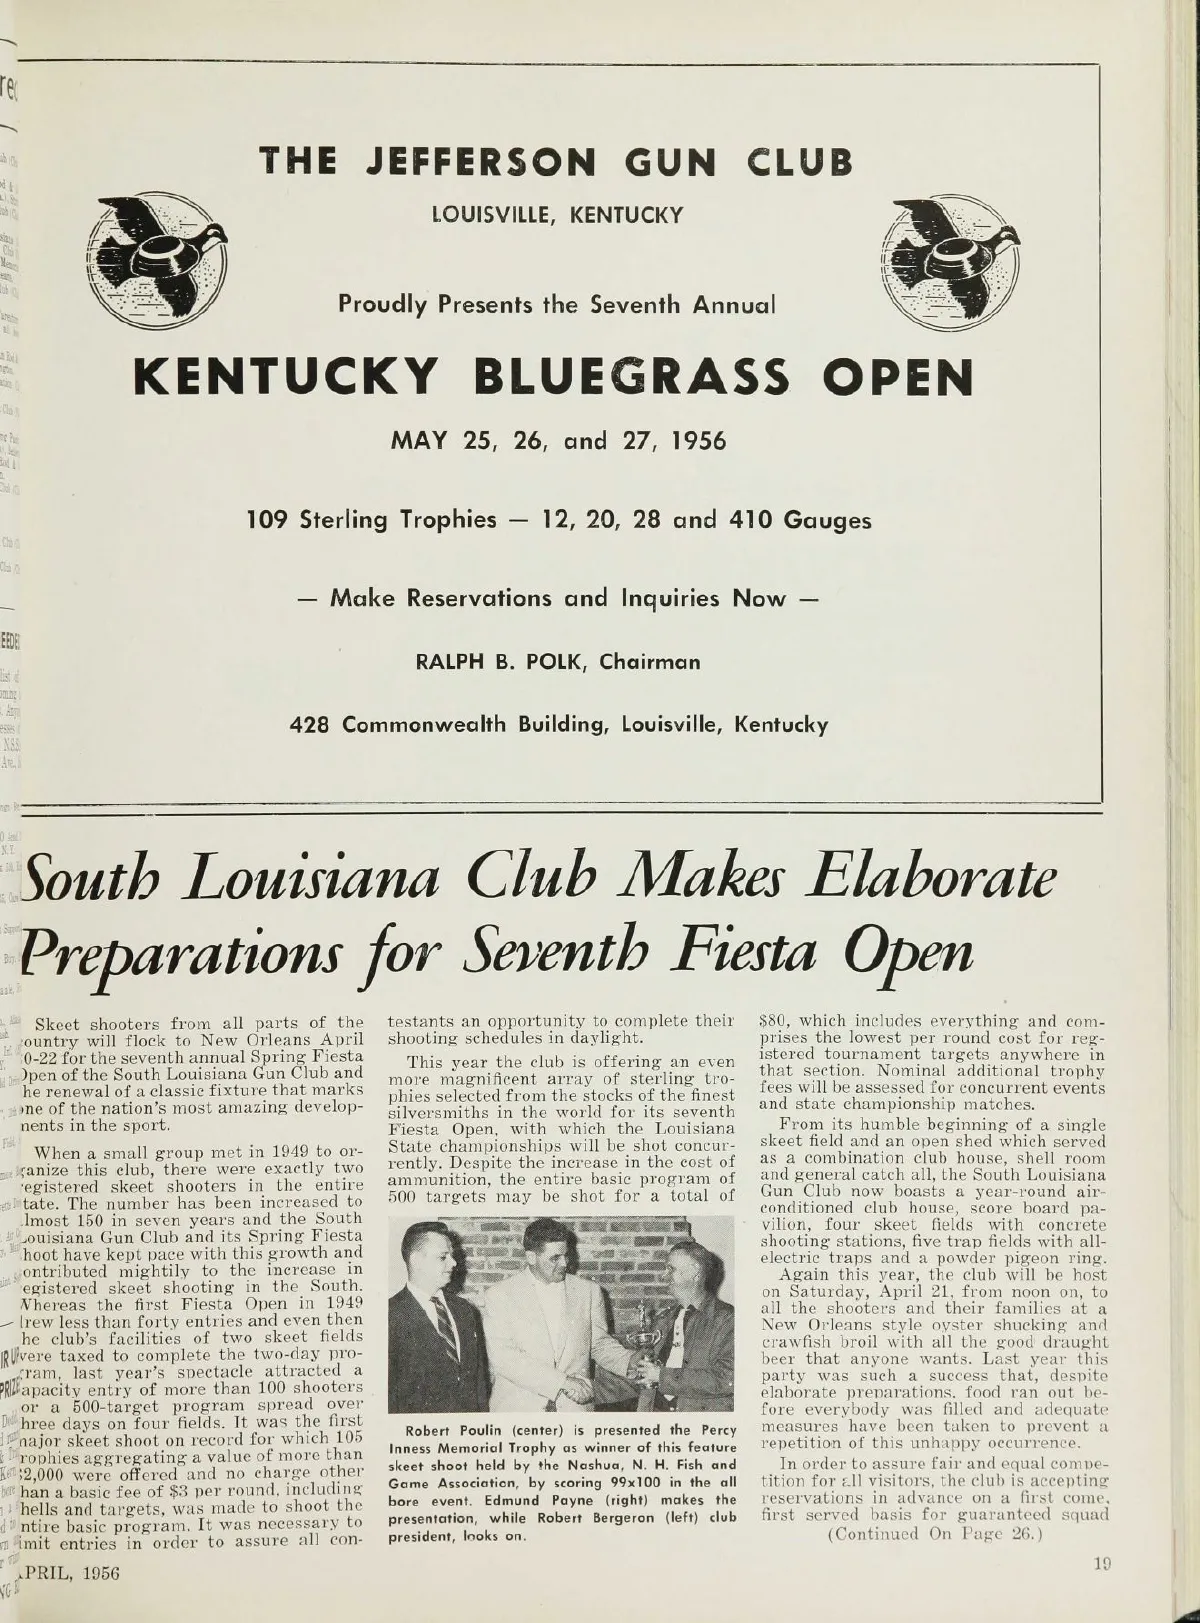 THE JEFFERSON GUN CLUB
LOUISVILLE, KENTUCKY
Proudly Presents the Seventh Annual
KENTUCKY BLUEGRASS OPEN
MAY 25, 26, and 27, 1956
109 Sterling Trophies — 12, 20, 28 and 410 Gauges
— Make Reservations and Inquiries Now —
RALPH B. POLK, Chairman
428 Commonwealth Building, Louisville, Kentucky
South Louisiana Club Makes Elaborate
Preparations for Seventh Fiesta Open
Skeet shooters from all parts of the
ountry will flock to New Orleans April
0-22 for the seventh annual Spring Fiesta
Open of the South Louisiana Gun Club and
he renewal of a classic fixture that marks
one of the nation's most amazing develop-
nents in the sport.
When a small group met in 1949 to or-
ganize this club, there were exactly two
egistered skeet shooters in the entire
tate. The number has been increased to
lmost 150 in seven years and the South
Louisiana Gun Club and its Spring Fiesta
hoot have kept pace with this growth and
ontributed mightily to the increase in
egistered skeet shooting in the South.
Whereas the first Fiesta Open in 1949
drew less than forty entries and even then
he club's facilities of two skeet fields
were taxed to complete the two-day pro-
gram, last year's spectacle attracted a
apacity entry of more than 100 shooters
or a 500-target program spread over
hree days on four fields. It was the first
major skeet shoot on record for which 105
rophies aggregating a value of more than
$2,000 were offered and no charge other
han a basic fee of $3 per round, including
hells and targets, was made to shoot the
ntire basic program. It was necessary to
imit entries in order to assure all con-
testants an opportunity to complete their
shooting schedules in daylight.
This year the club is offering an even
more magnificent array of sterling tro-
phies selected from the stocks of the finest
silversmiths in the world for its seventh
Fiesta Open, with which the Louisiana
State championships will be shot concur-
rently. Despite the increase in the cost of
ammunition, the entire basic program of
500 targets may be shot for a total of
Robert Poulin (center) is presented the Percy
Inness Memorial Trophy as winner of this feature
skeet shoot held by the Nashua, N. H. Fish and
Game Association, by scoring 99x100 in the all
bore event. Edmund Payne (right) makes the
presentation, while Robert Bergeron (left) club
president, looks on.
$80, which includes everything and com-
prises the lowest per round cost for reg-
istered tournament targets anywhere in
that section. Nominal additional trophy
fees will be assessed for concurrent events
and state championship matches.
From its humble beginning of a single
skeet field and an open shed which served
as a combination club house, shell room
and general catch all, the South Louisiana
Gun Club now boasts a year-round air-
conditioned club house, score board pa-
vilion, four skeet fields with concrete
shooting stations, five trap fields with all-
electric traps and a powder pigeon ring.
Again this year, the club will be host
on Saturday, April 21, from noon on, to
all the shooters and their families at a
New Orleans style oyster shucking and
crawfish broil with all the good draught
beer that anyone wants. Last year this
party was such a success that, despite
elaborate preparations, food ran out be-
fore everybody was filled and adequate
measures have been taken to prevent a
repetition of this unhappy occurrence.
In order to assure fair and equal compe-
tition for all visitors, the club is accepting
reservations in advance on a first come,
first served basis for guaranteed squad
(Continued On Page 26.)
APRIL, 1956
19